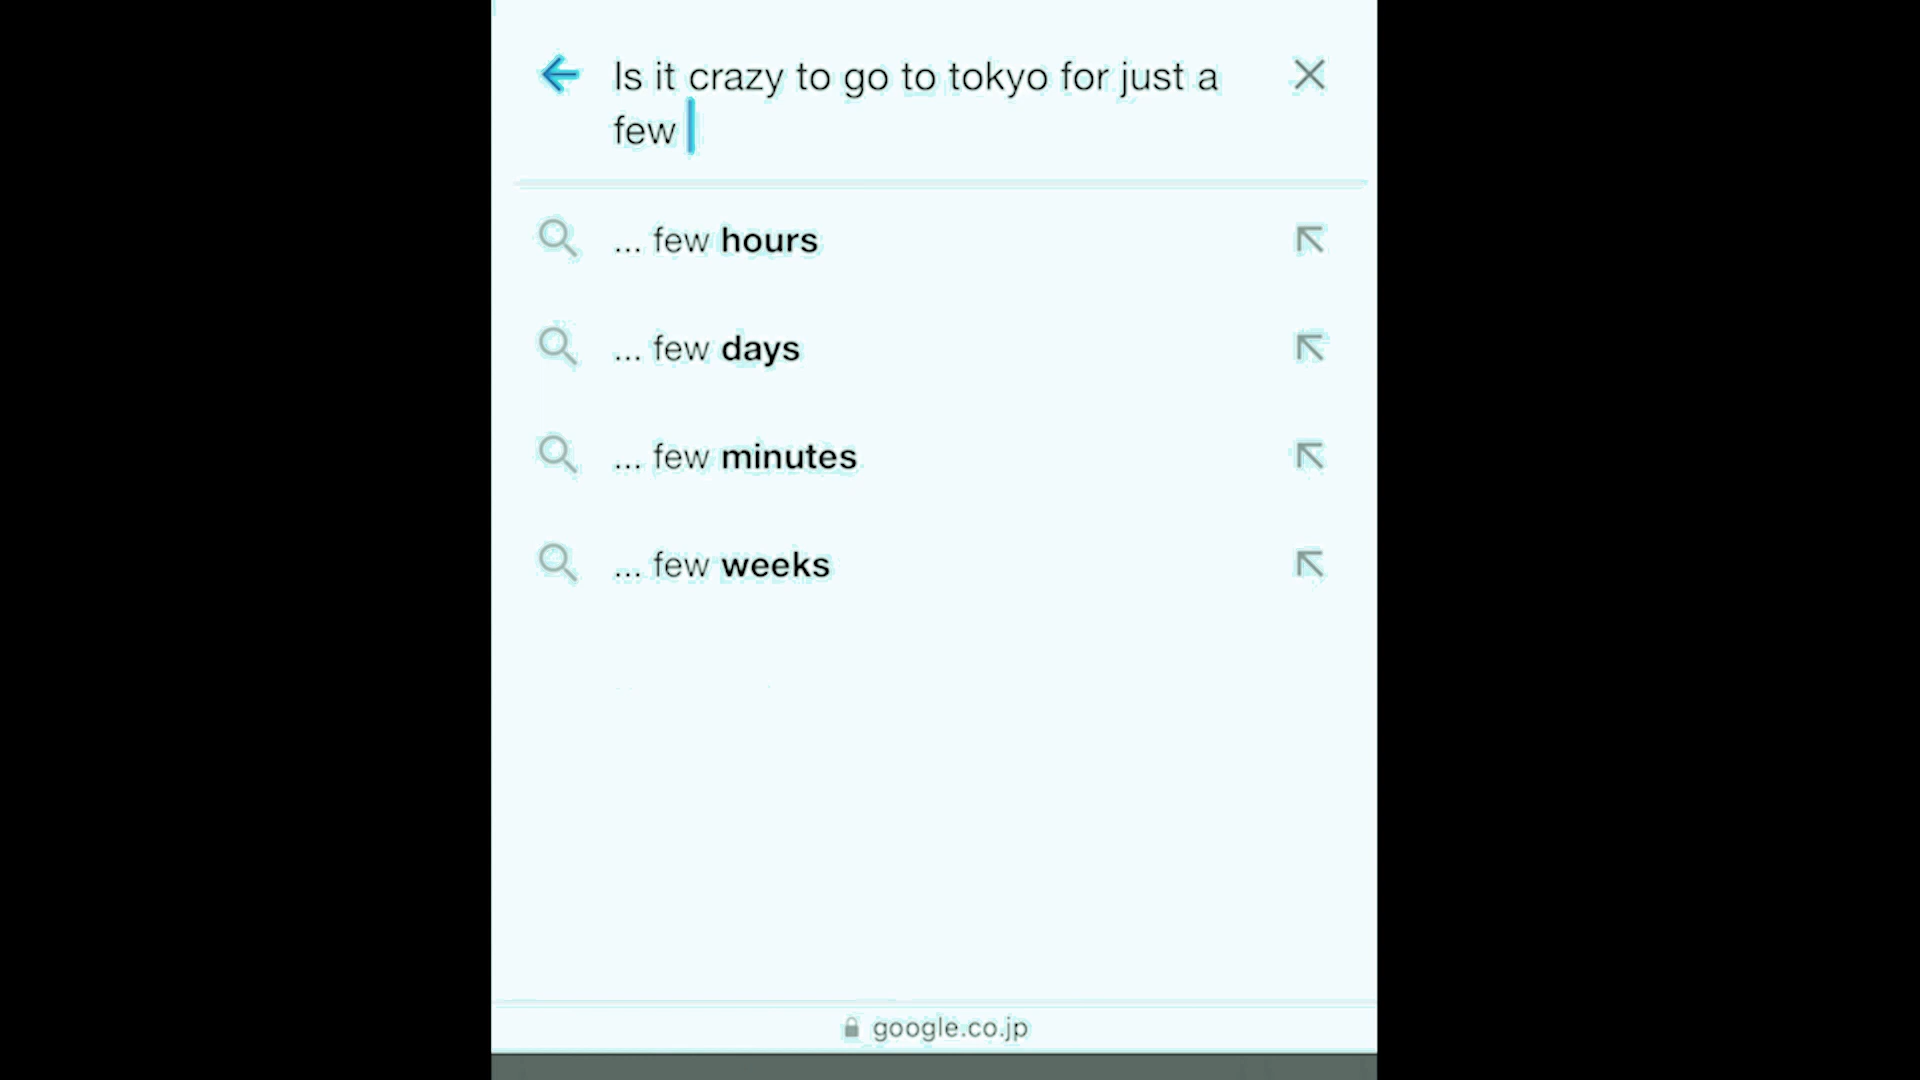 Is it crazy to go to tokyo for just a
few
... few hours
... few days
... few minutes
... few weeks
google.co.jp